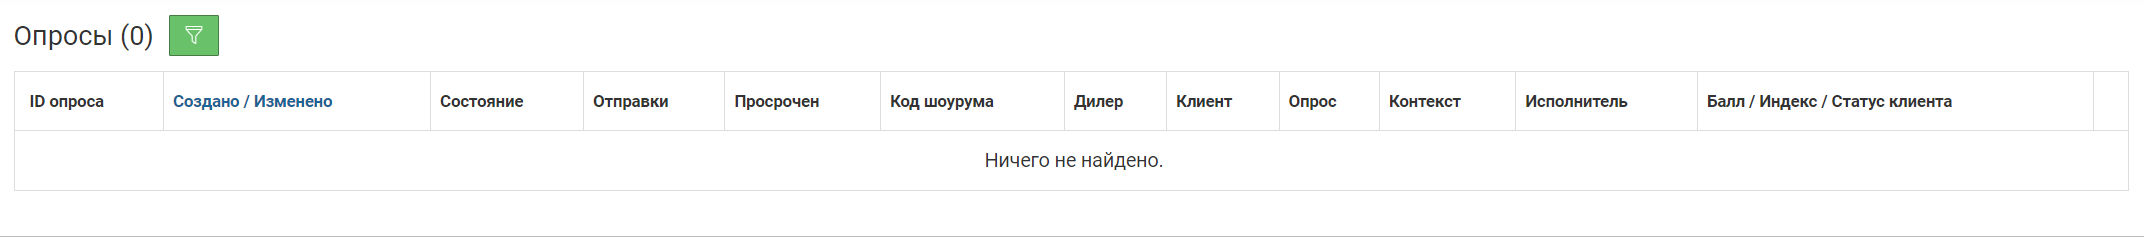 Опросы (0)
ID опроса Создано / Изменено Состояние Отправки Просрочен Код шоурума Дилер Клиент Опрос Контекст Исполнитель Балл / Индекс / Статус клиента
Ничего не найдено.